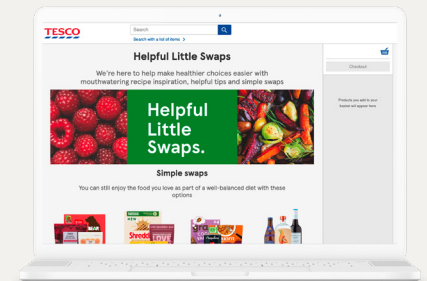 TESCO
Search
Search with a list of items >
Helpful Little Swaps
We're here to help make healthier choices easier with
mouthwatering recipe inspiration, helpful tips and simple swaps
Checkout
Products you add to your
basket will appear here
Helpful
Little
Swaps.
Simple swaps
You can still enjoy the food you love as part of a well-balanced diet with these
options
NEW
Shredd
LOVE